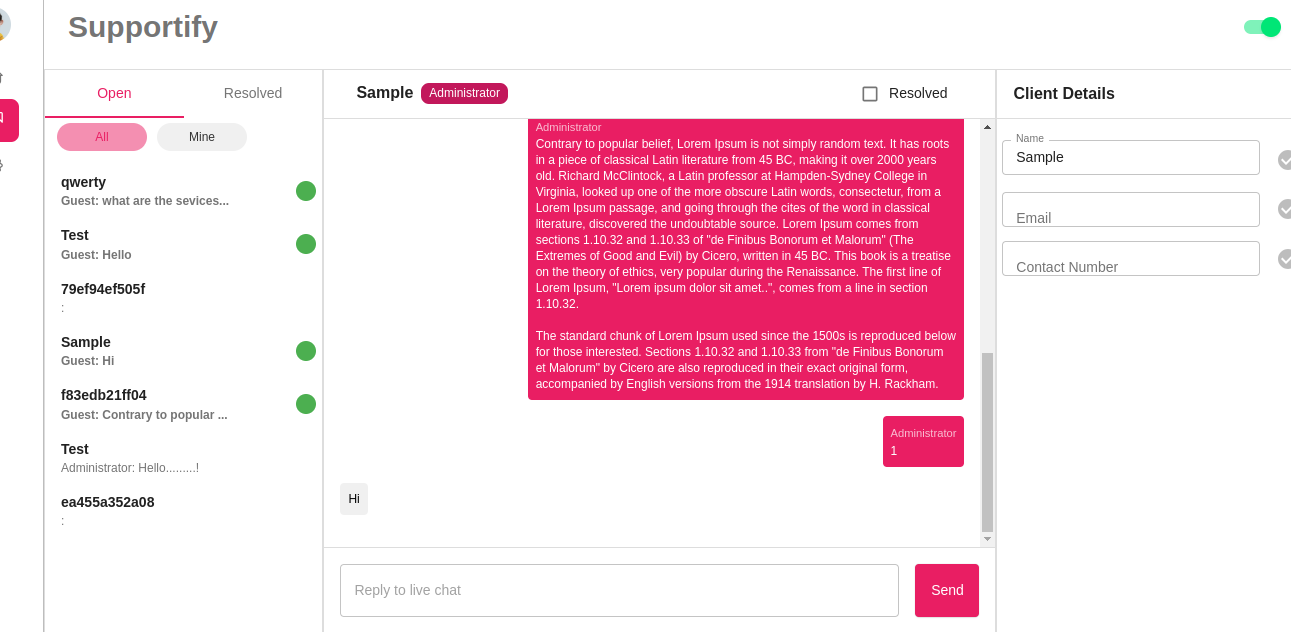 Supportify
Open
Resolved
All
Mine
qwerty
Guest: what are the sevices...
Test
Guest: Hello
79ef94ef505f
:
Sample
Guest: Hi
f83edb21ff04
Guest: Contrary to popular ...
Test
Administrator: Hello.........!
ea455a352a08
:
Sample
Administrator
Resolved
Administrator
Contrary to popular belief, Lorem Ipsum is not simply random text. It has roots
in a piece of classical Latin literature from 45 BC, making it over 2000 years
old. Richard McClintock, a Latin professor at Hampden-Sydney College in
Virginia, looked up one of the more obscure Latin words, consectetur, from a
Lorem Ipsum passage, and going through the cites of the word in classical
literature, discovered the undoubtable source. Lorem Ipsum comes from
sections 1.10.32 and 1.10.33 of "de Finibus Bonorum et Malorum" (The
Extremes of Good and Evil) by Cicero, written in 45 BC. This book is a treatise
on the theory of ethics, very popular during the Renaissance. The first line of
Lorem Ipsum, "Lorem ipsum dolor sit amet..", comes from a line in section
1.10.32.
The standard chunk of Lorem Ipsum used since the 1500s is reproduced below
for those interested. Sections 1.10.32 and 1.10.33 from "de Finibus Bonorum
et Malorum" by Cicero are also reproduced in their exact original form,
accompanied by English versions from the 1914 translation by H. Rackham.
Administrator
1
Hi
Reply to live chat
Send
Client Details
Name
Sample
Email
Contact Number